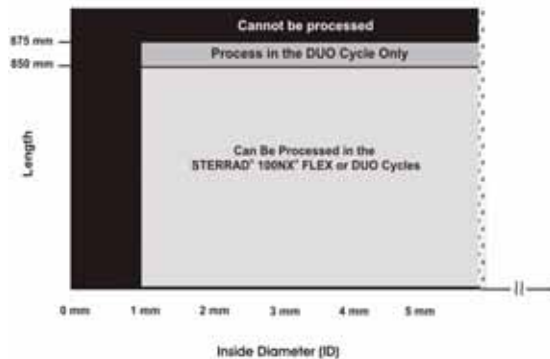 Cannot be processed
875 mm
Process in the DUO Cycle Only
850 mm
Length
Can Be Processed in the
STERRAD® 100NX® FLEX or DUO Cycles
0 mm 1 mm 2 mm 3 mm 4 mm 5 mm
Inside Diameter (ID)